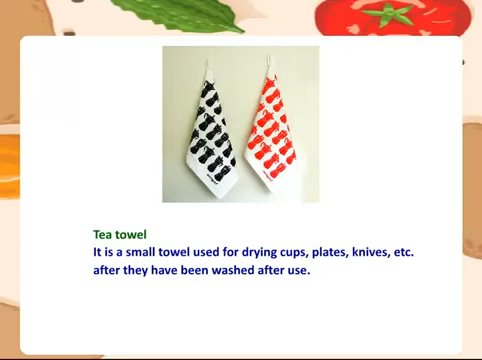 Tea towel
It is a small towel used for drying cups, plates, knives, etc.
after they have been washed after use.